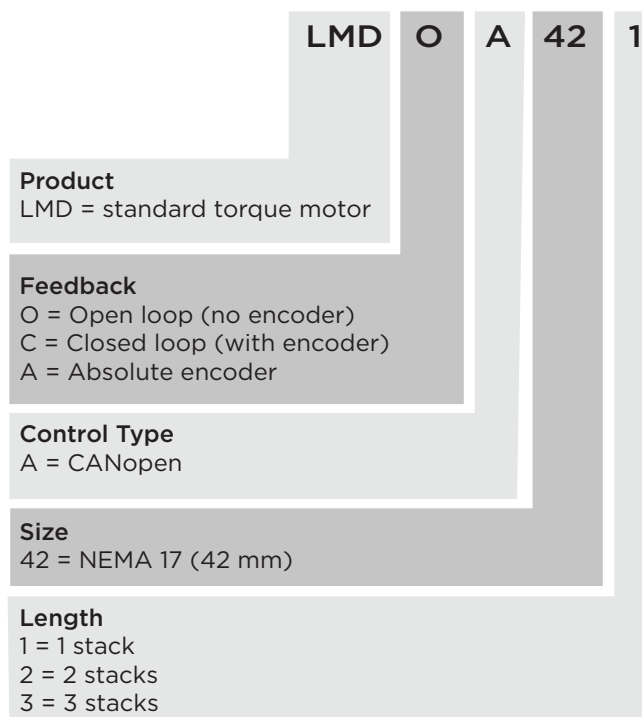 LMD O A 42 1
Product
LMD = standard torque motor
Feedback
O = Open loop (no encoder)
C = Closed loop (with encoder)
A = Absolute encoder
Control Type
A = CANopen
Size
42 = NEMA 17 (42 mm)
Length
1 = 1 stack
2 = 2 stacks
3 = 3 stacks